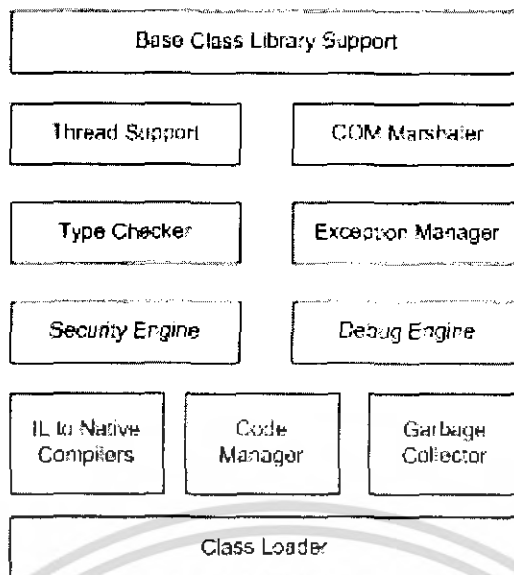 Base Class Library Support
Thread Support
COM Marshaler
Type Checker
Exception Manager
Security Engine
Debug Engine
IL to Native
Compilers
Code
Manager
Garbage
Collector
Class Loader